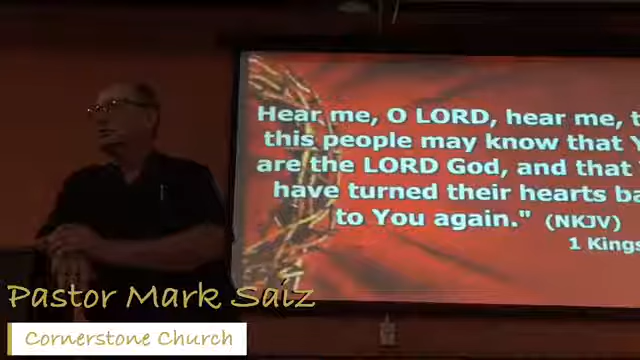 Hear me, O LORD, hear me, t
this people may know that Y
are the LORD God, and that
have turned their hearts ba
to You again." (NKJV)
1 Kings
Pastor Mark Saiz
Cornerstone Church